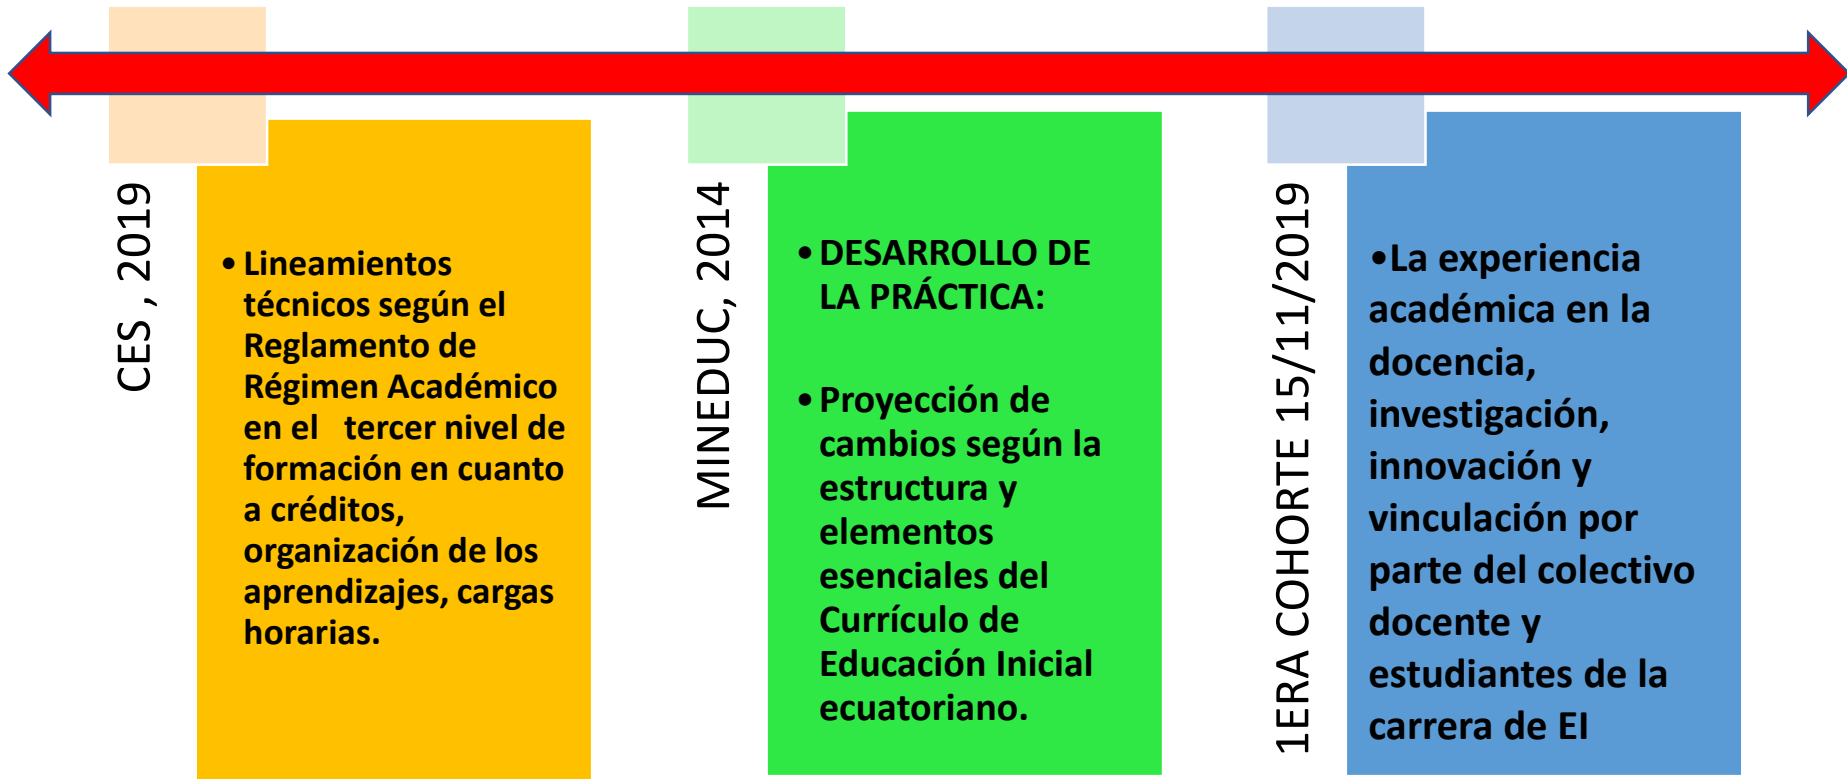 CES , 2019
• Lineamientos
técnicos según el
Reglamento de
Régimen Académico
en el tercer nivel de
formación en cuanto
a créditos,
organización de los
aprendizajes, cargas
horarias.
MINEDUC, 2014
• DESARROLLO DE
LA PRÁCTICA:
• Proyección de
cambios según la
estructura y
elementos
esenciales del
Currículo de
Educación Inicial
ecuatoriano.
1ERA COHORTE 15/11/2019
•La experiencia
académica en la
docencia,
investigación,
innovación y
vinculación por
parte del colectivo
docente y
estudiantes de la
carrera de EI